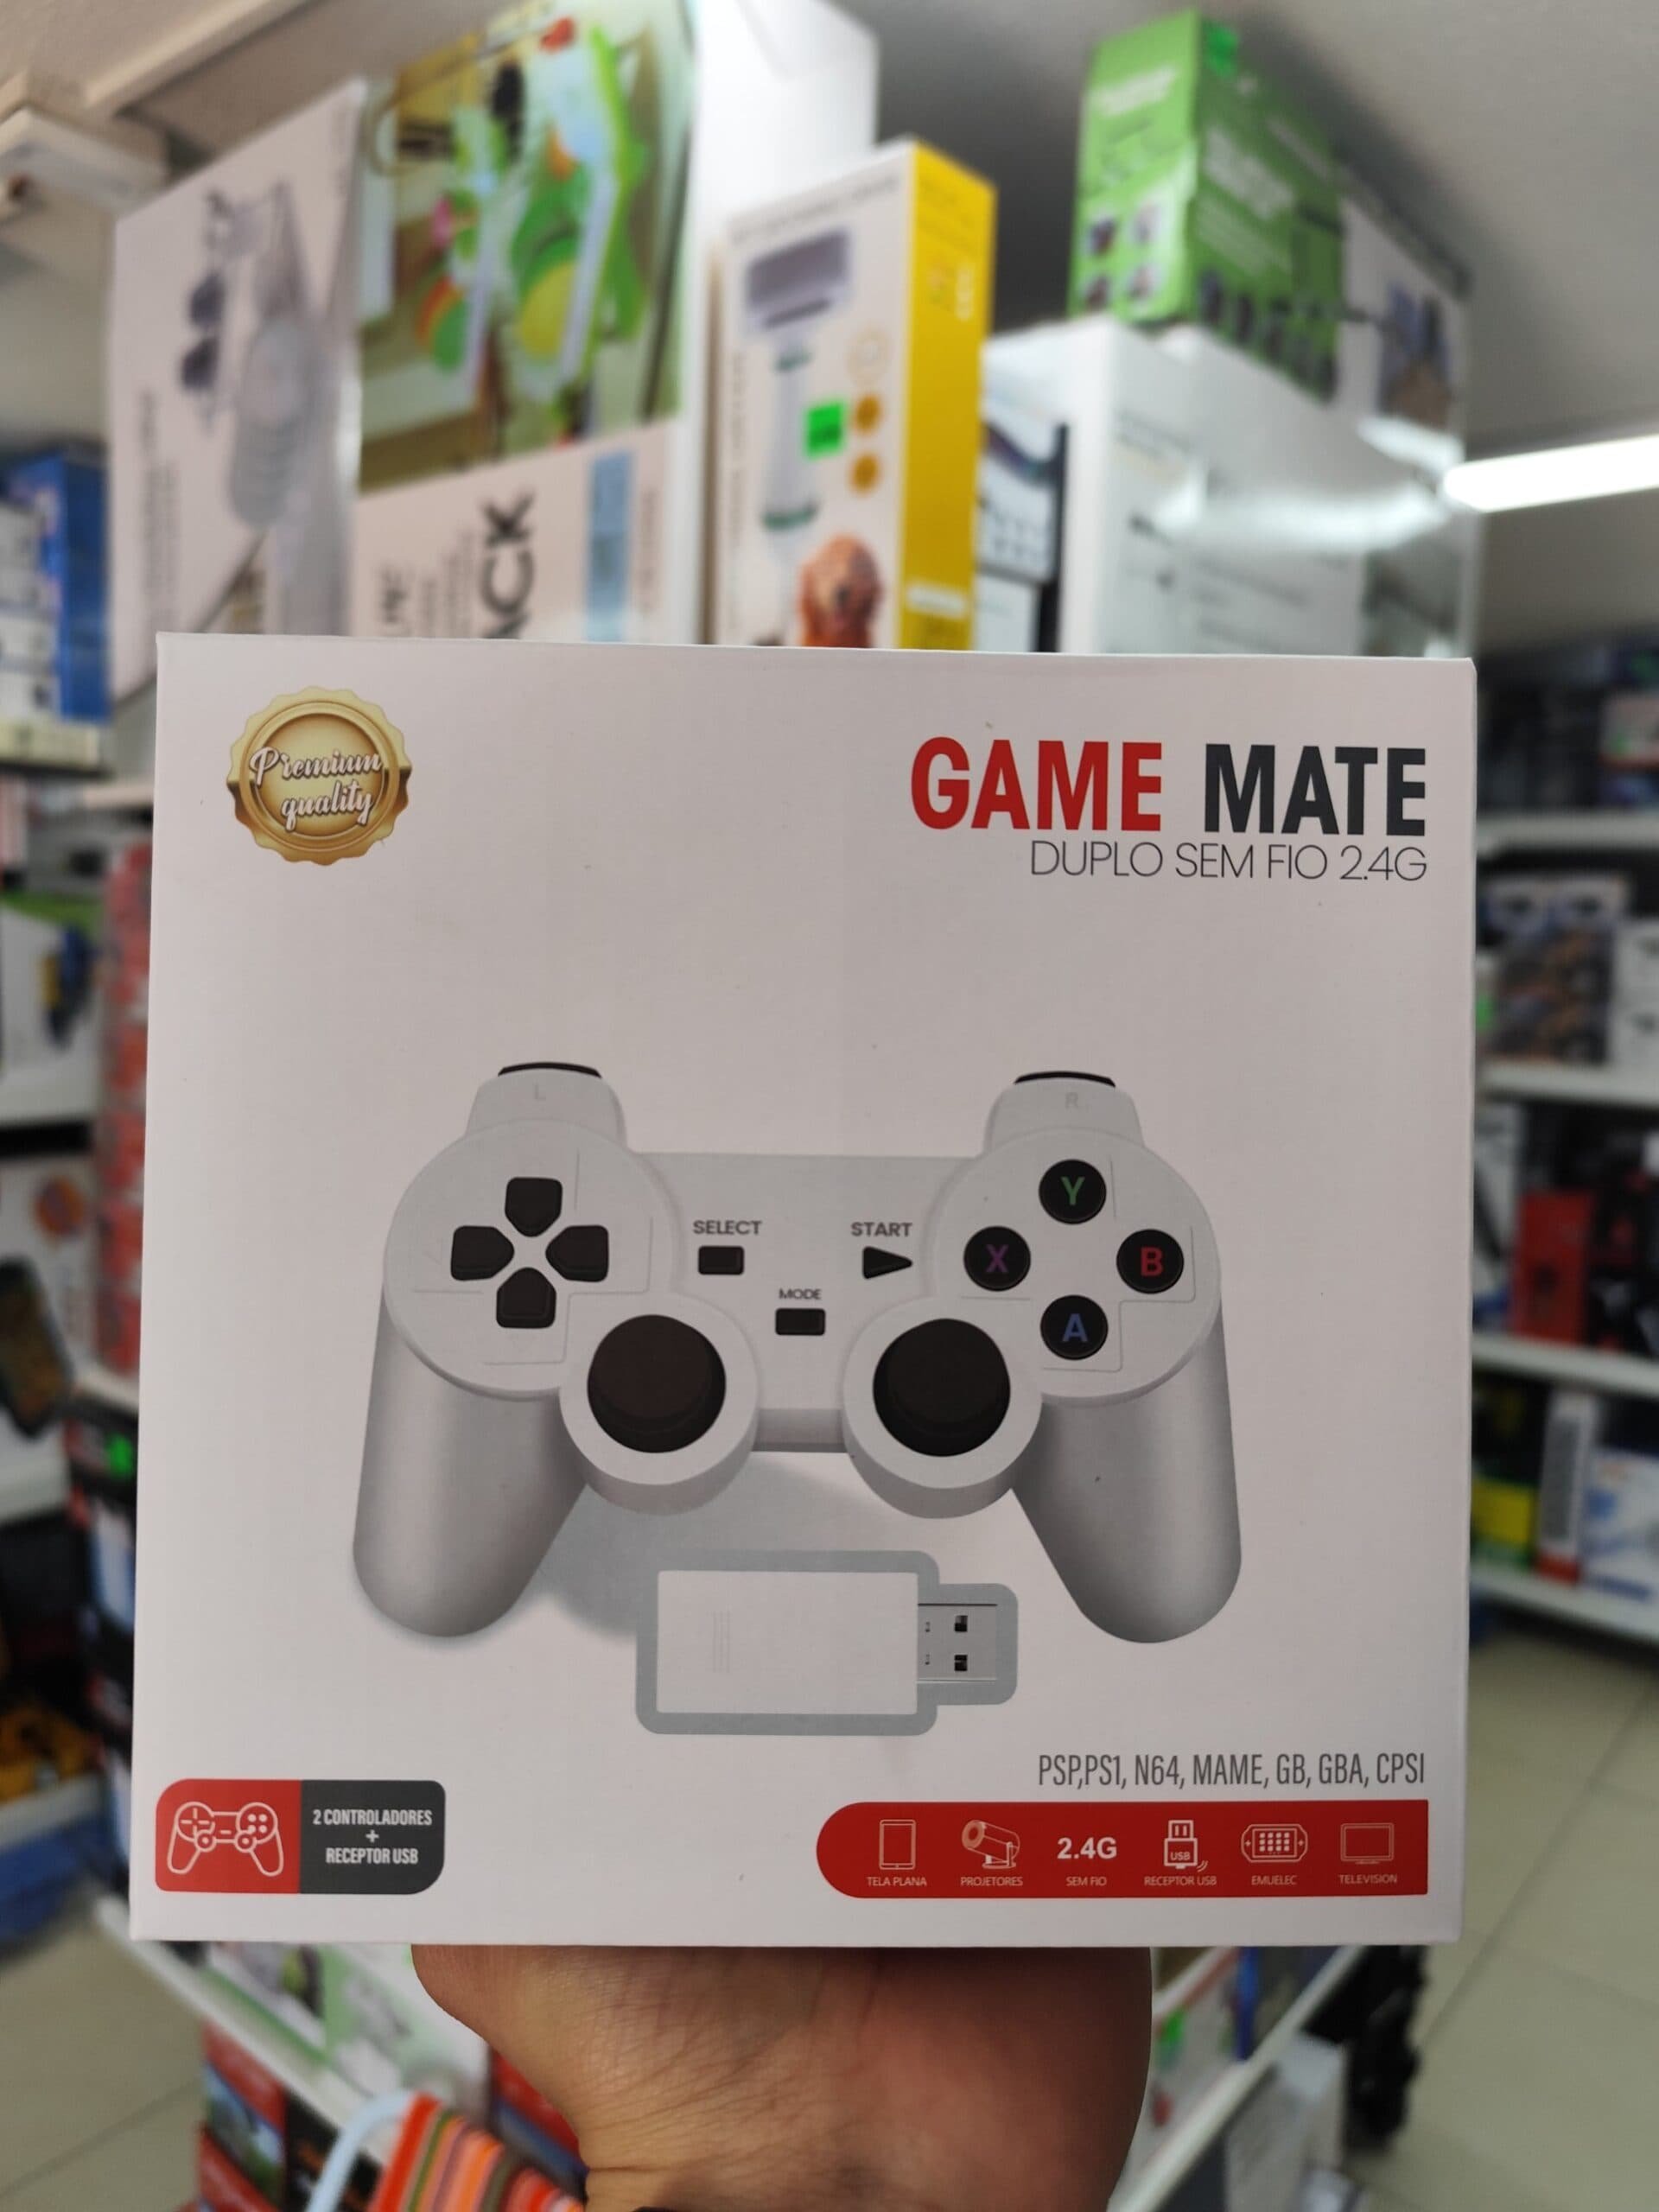 Premium
quality
GAME MATE
DUPLO SEM FIO 2.4G
L
R
SELECT
START
MODE
Y
X
B
A
PSP,PS1, N64, MAME, GB, GBA, CPSI
2 CONTROLADORES
+
RECEPTOR USB
2.4G
USB
TELA PLANA
PROJETORES
SEM FIO
RECEPTOR USB
EMUELEC
TELEVISION